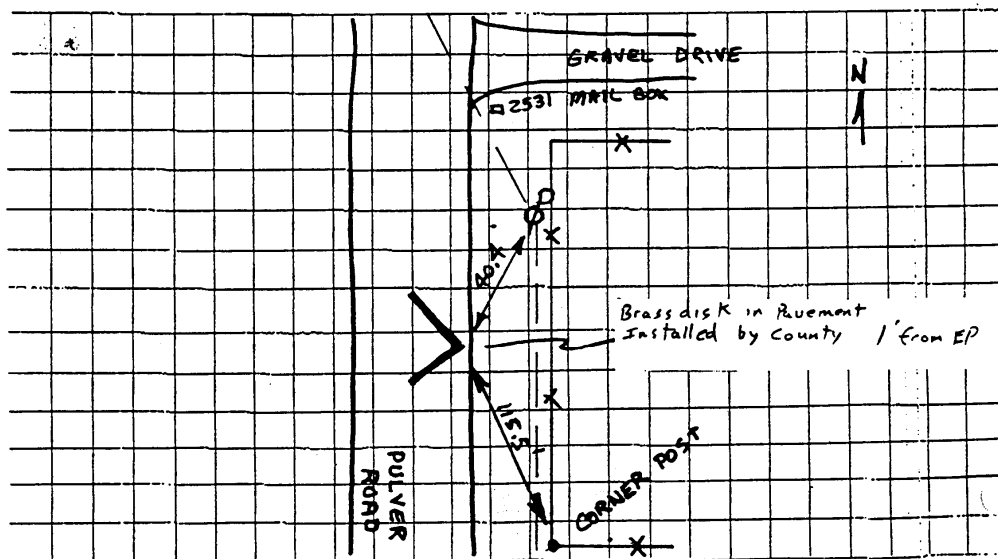 GRAVEL DRIVE
N
2531 MAIL BOX
40.4
Brass disk in Pavement
Installed by County 1' from EP
115.5
CORNER POST
PULVER
ROAD